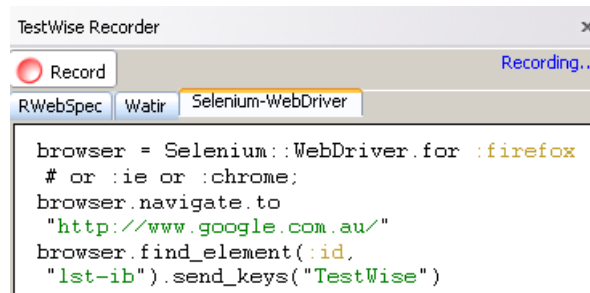 TestWise Recorder
Record
Recording..
RWebSpec Watir Selenium-WebDriver
browser = Selenium::WebDriver.for :firefox
# or :ie or :chrome;
browser.navigate.to
"http://www.google.com.au/"
browser.find_element(:id,
"lst-ib").send_keys("TestWise")